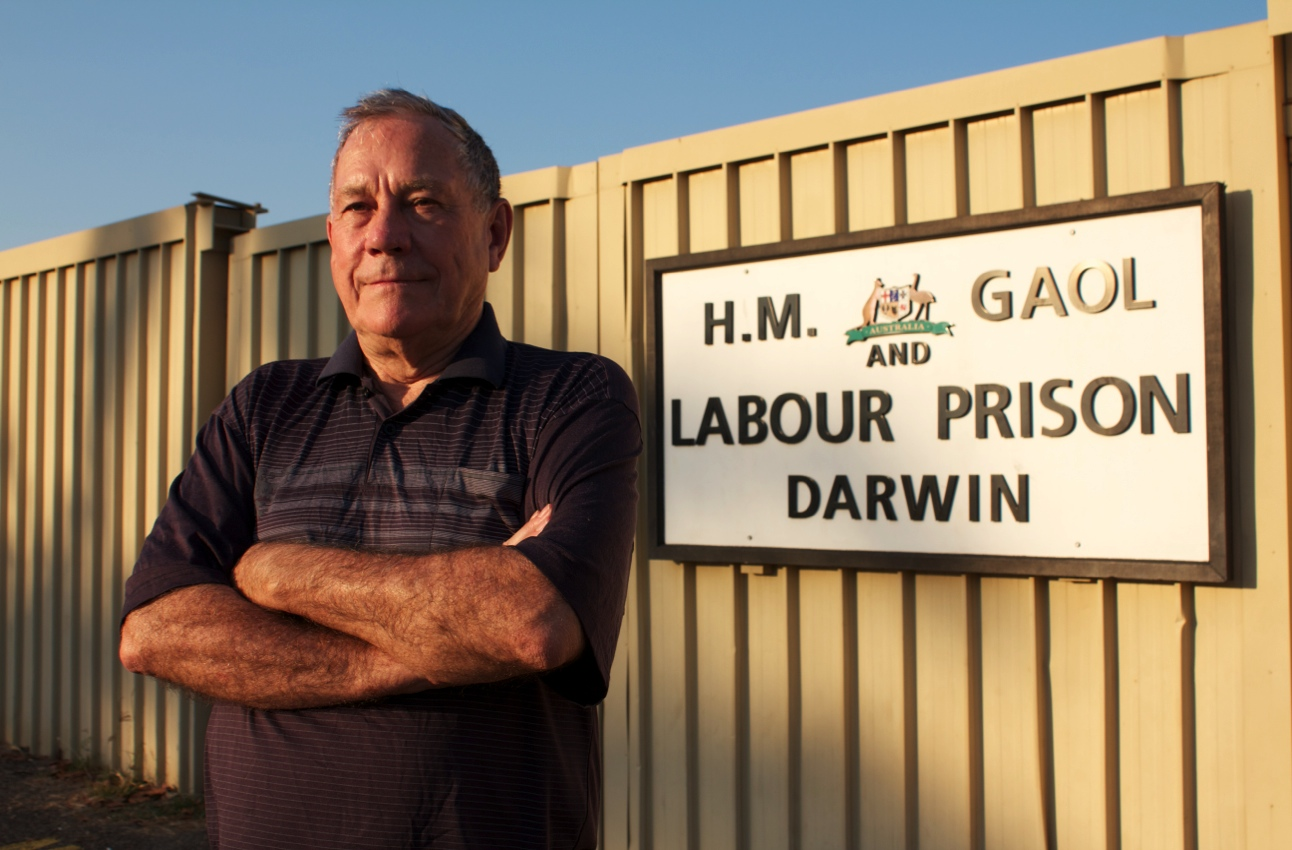 H.M. GAOL
AUSTRALIA
AND
LABOUR PRISON
DARWIN